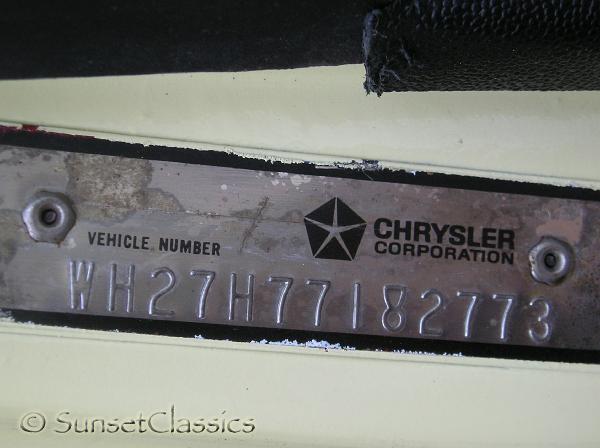 VEHICLE NUMBER
CHRYSLER
CORPORATION
WH27H77182773
© SunsetClassics